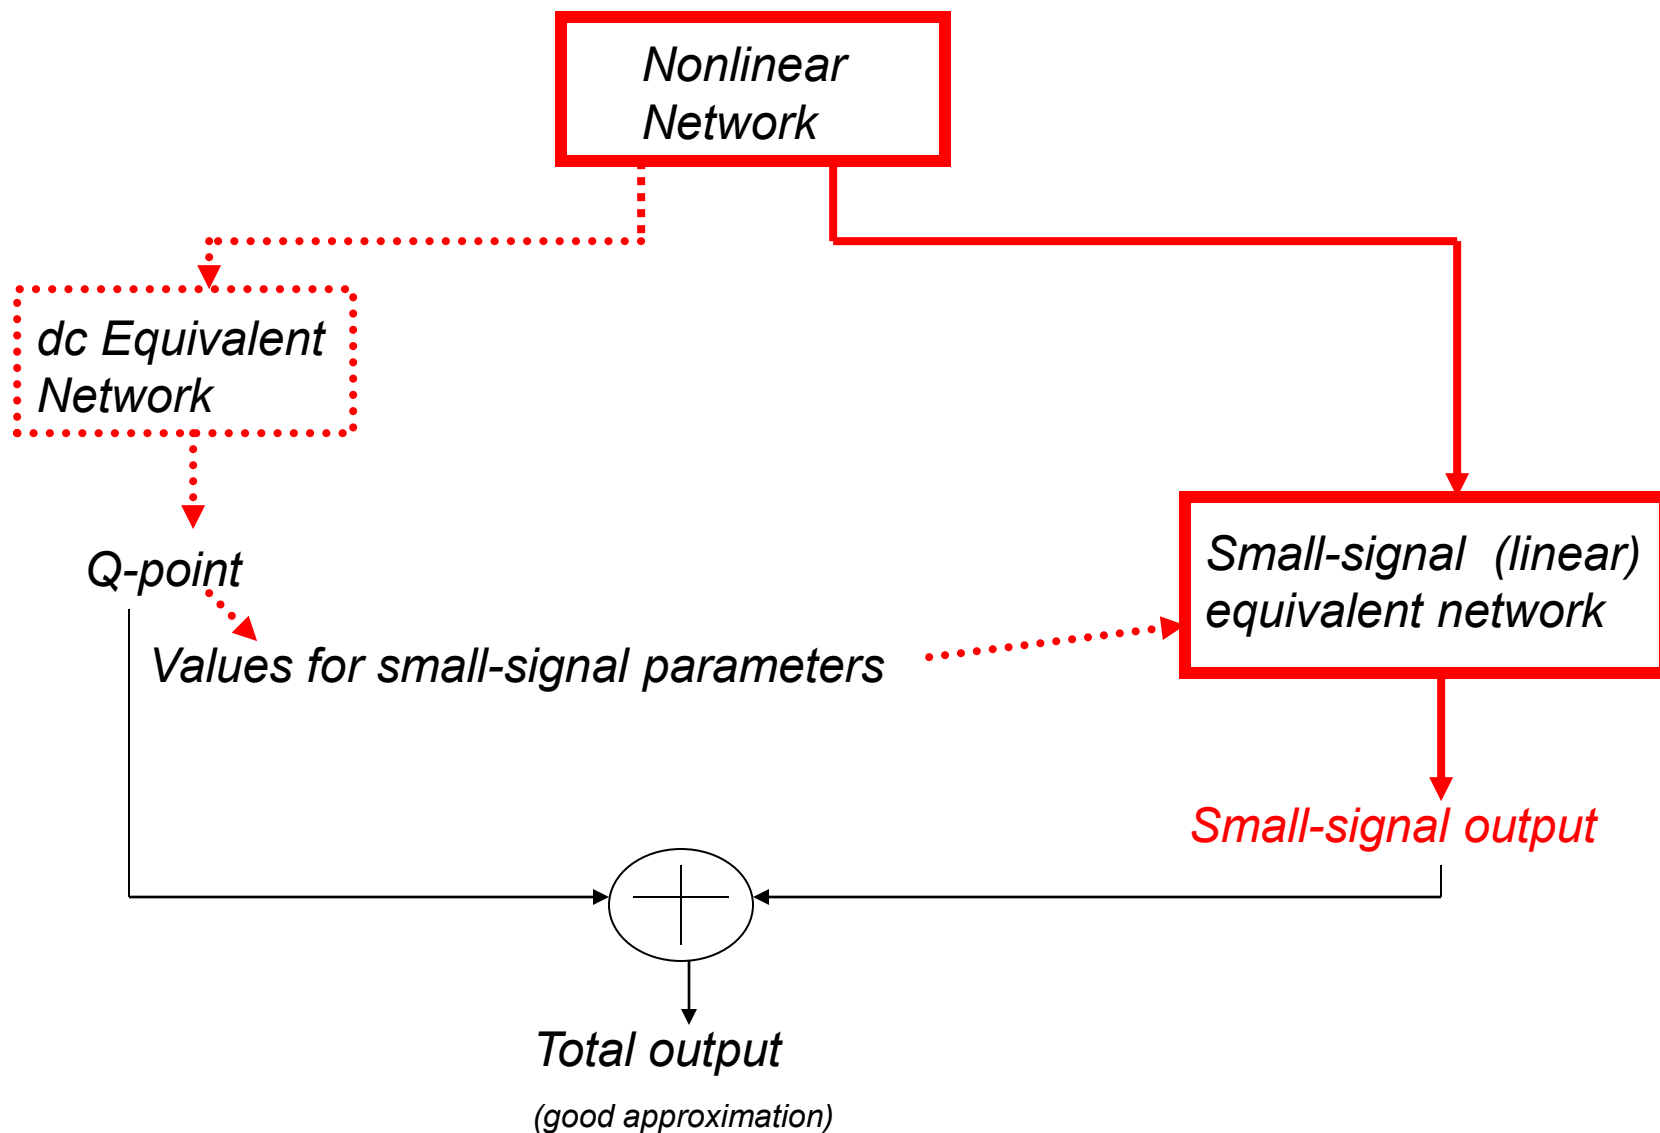 Nonlinear
Network
dc Equivalent
Network
Q-point
Small-signal (linear)
equivalent network
Values for small-signal parameters
Small-signal output
Total output
(good approximation)